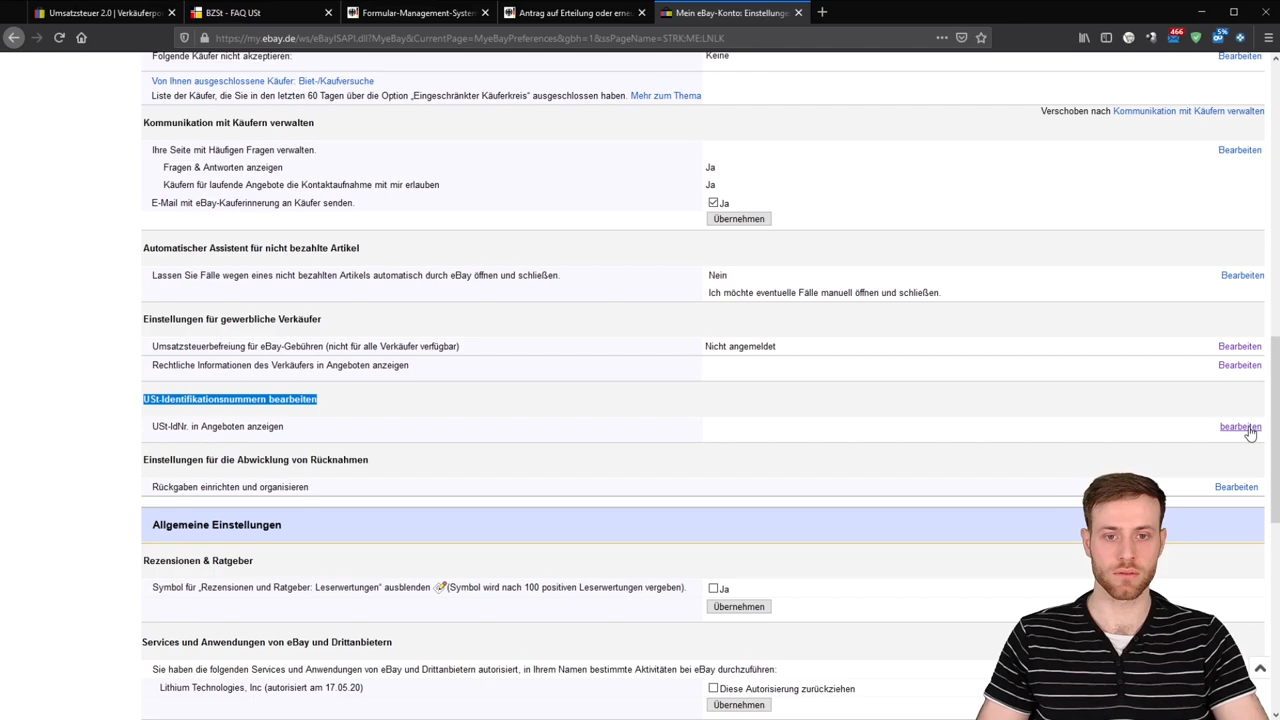 Umsatzsteuer 2.0 | Verkäuferpo
BZSt - FAQ USt
Formular-Management-System
Antrag auf Erteilung oder erneu
Mein eBay-Konto: Einstellunge
https://my.ebay.de/ws/eBayISAPI.dll?MyeBay&CurrentPage=MyeBayPreferences&gbh=1&ssPageName=STRK:ME:LNLK
466
5%
Folgende Käufer nicht akzeptieren: Keine Bearbeiten
Von Ihnen ausgeschlossene Käufer: Biet-/Kaufversuche
Liste der Käufer, die Sie in den letzten 60 Tagen über die Option „Eingeschränkter Käuferkreis“ ausgeschlossen haben. Mehr zum Thema
Verschoben nach Kommunikation mit Käufern verwalten
Kommunikation mit Käufern verwalten
Ihre Seite mit Häufigen Fragen verwalten. Bearbeiten
Fragen & Antworten anzeigen Ja
Käufern für laufende Angebote die Kontaktaufnahme mit mir erlauben Ja
E-Mail mit eBay-Kauferinnerung an Käufer senden. Ja
Übernehmen
Automatischer Assistent für nicht bezahlte Artikel
Lassen Sie Fälle wegen eines nicht bezahlten Artikels automatisch durch eBay öffnen und schließen. Nein Bearbeiten
Ich möchte eventuelle Fälle manuell öffnen und schließen.
Einstellungen für gewerbliche Verkäufer
Umsatzsteuerbefreiung für eBay-Gebühren (nicht für alle Verkäufer verfügbar) Nicht angemeldet Bearbeiten
Rechtliche Informationen des Verkäufers in Angeboten anzeigen Bearbeiten
USt-Identifikationsnummern bearbeiten
USt-IdNr. in Angeboten anzeigen bearbeiten
Einstellungen für die Abwicklung von Rücknahmen
Rückgaben einrichten und organisieren Bearbeiten
Allgemeine Einstellungen
Rezensionen & Ratgeber
Symbol für „Rezensionen und Ratgeber: Leserwertungen“ ausblenden (Symbol wird nach 100 positiven Leserwertungen vergeben). Ja
Übernehmen
Services und Anwendungen von eBay und Drittanbietern
Sie haben die folgenden Services und Anwendungen von eBay und Drittanbietern autorisiert, in Ihrem Namen bestimmte Aktivitäten bei eBay durchzuführen:
Lithium Technologies, Inc (autorisiert am 17.05.20) Diese Autorisierung zurückziehen
Übernehmen